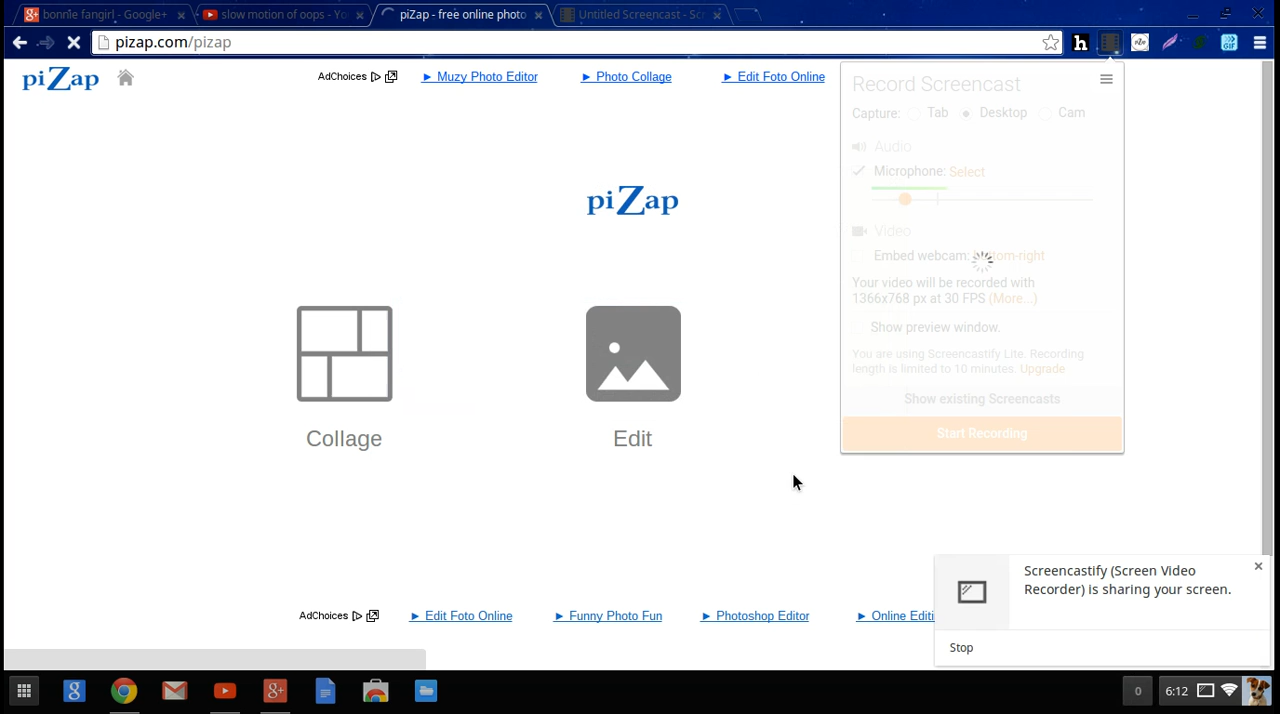 bonnie fangirl - Google+
slow motion of oops - Yo
piZap - free online photo
Untitled Screencast - Scr
pizap.com/pizap
h
GIF
piZap
AdChoices
► Muzy Photo Editor
► Photo Collage
► Edit Foto Online
Record Screencast
Capture: Tab Desktop Cam
Audio
Microphone: Select
piZap
Video
Embed webcam: bottom-right
Your video will be recorded with
1366x768 px at 30 FPS (More...)
Show preview window.
You are using Screencastify Lite. Recording
length is limited to 10 minutes. Upgrade
Show existing Screencasts
Start Recording
Collage
Edit
Screencastify (Screen Video
Recorder) is sharing your screen.
Stop
AdChoices
► Edit Foto Online
► Funny Photo Fun
► Photoshop Editor
► Online Editi
0
6:12